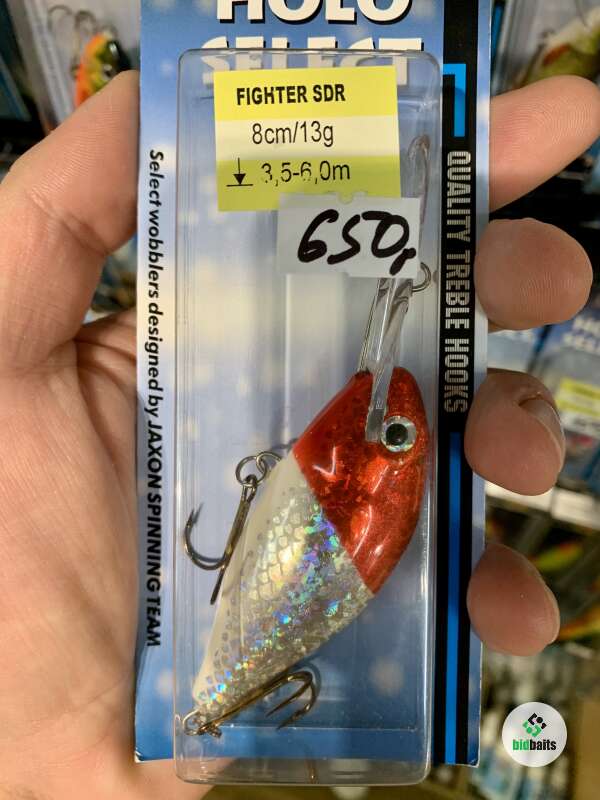 HOLO
SELECT
FIGHTER SDR
8cm/13g
3,5-6,0m
650р
Select wobblers designed by JAXON SPINNING TEAM
QUALITY TREBLE HOOKS
HOLO
bidbaits